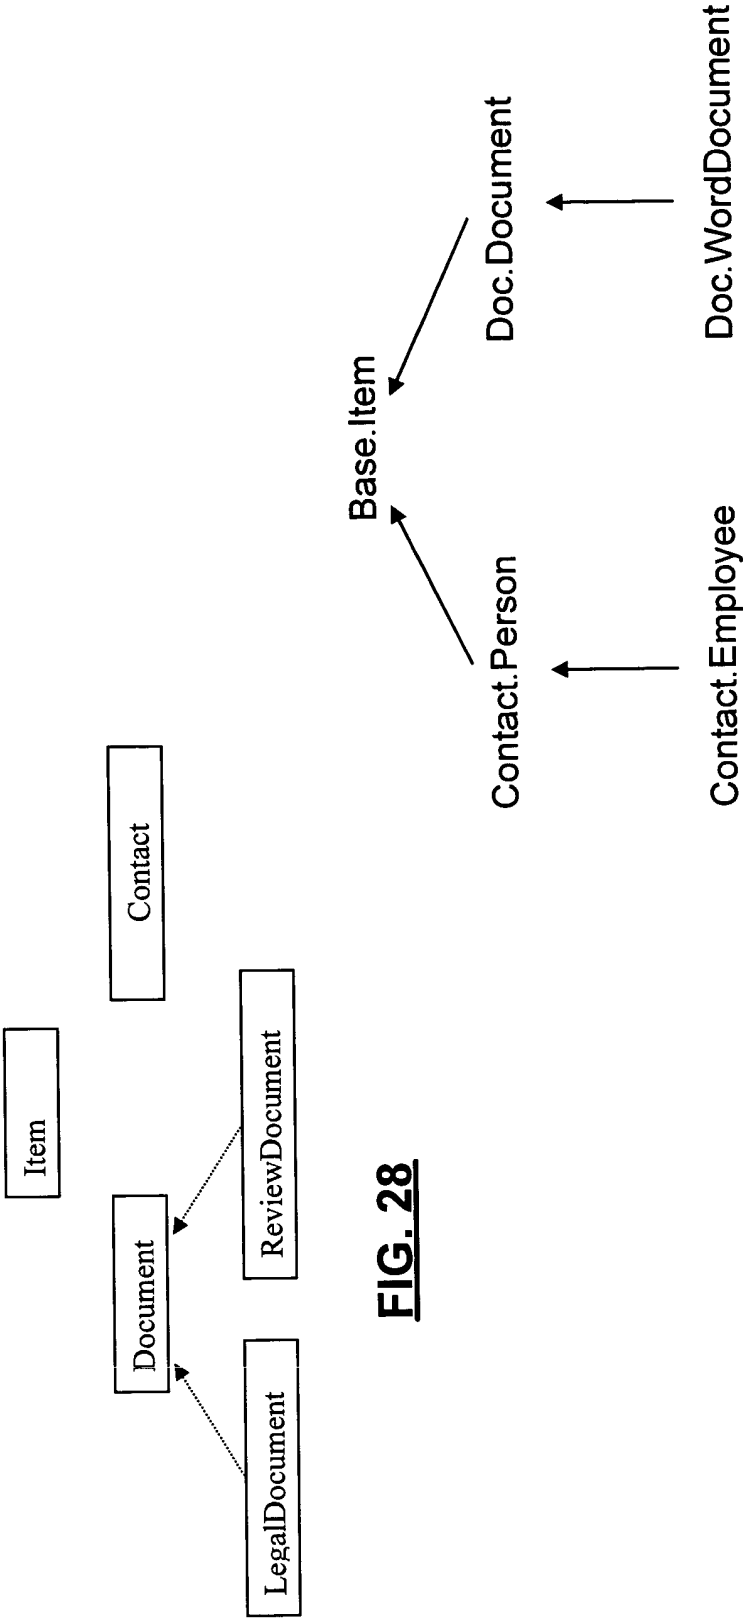 Item
Document
Contact
LegalDocument
ReviewDocument
FIG. 28
Base.Item
Contact.Person
Doc.Document
Contact.Employee
Doc.WordDocument